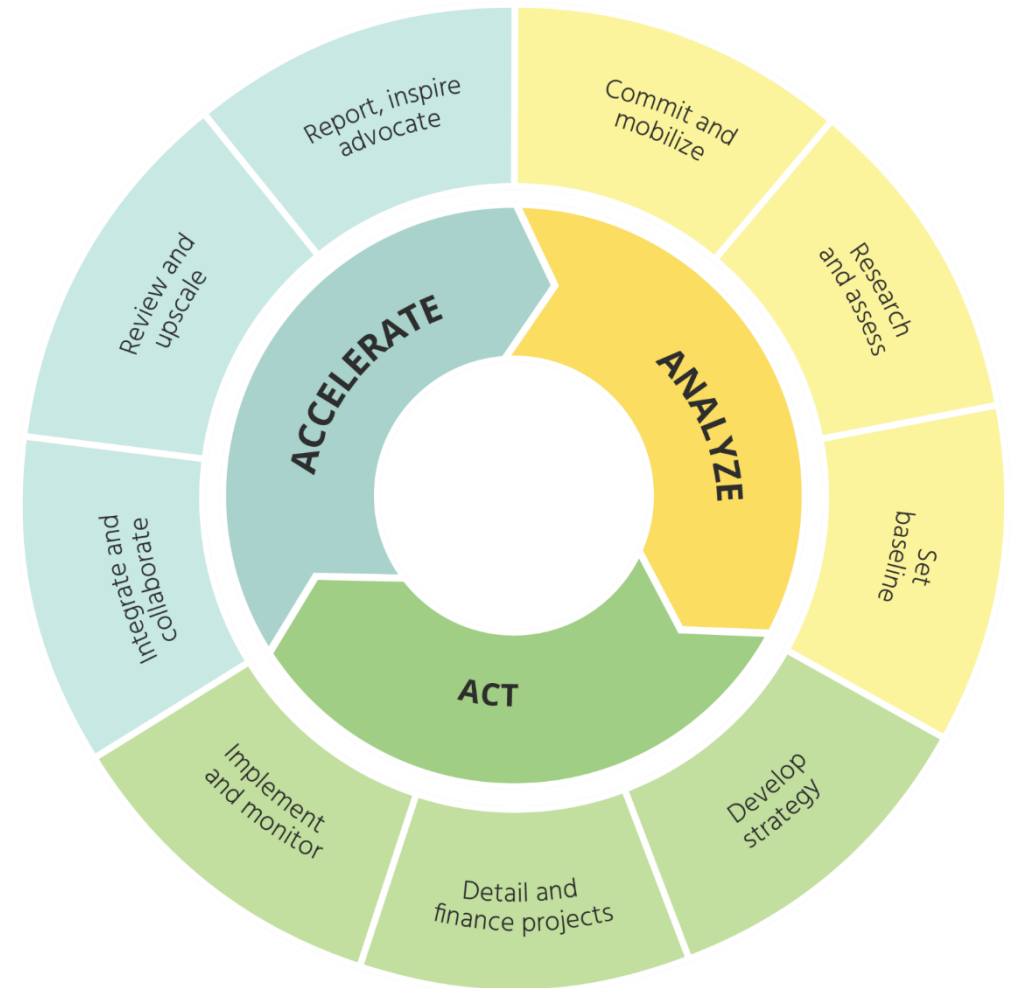 Commit and
mobilize
Research
and assess
Set
baseline
Develop
strategy
Detail and
finance projects
Implement
and monitor
Integrate and
collaborate
Review and
upscale
Report, inspire
advocate
ANALYZE
ACT
ACCELERATE